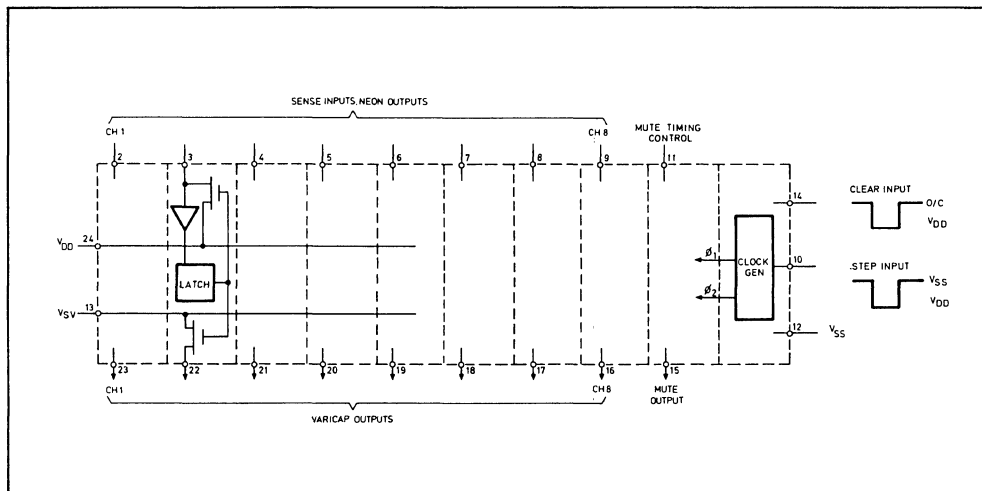 SENSE INPUTS, NEON OUTPUTS
CH 1
CH 8
MUTE TIMING
CONTROL
2
3
4
5
6
7
8
9
11
14
CLEAR INPUT
O/C
VDD
24
VDD
Ø1
Ø2
CLOCK
GEN
10
.STEP INPUT
VSS
VDD
LATCH
13
VSV
12
VSS
23
22
21
20
19
18
17
16
15
CH 1
CH 8
MUTE
OUTPUT
VARICAP OUTPUTS